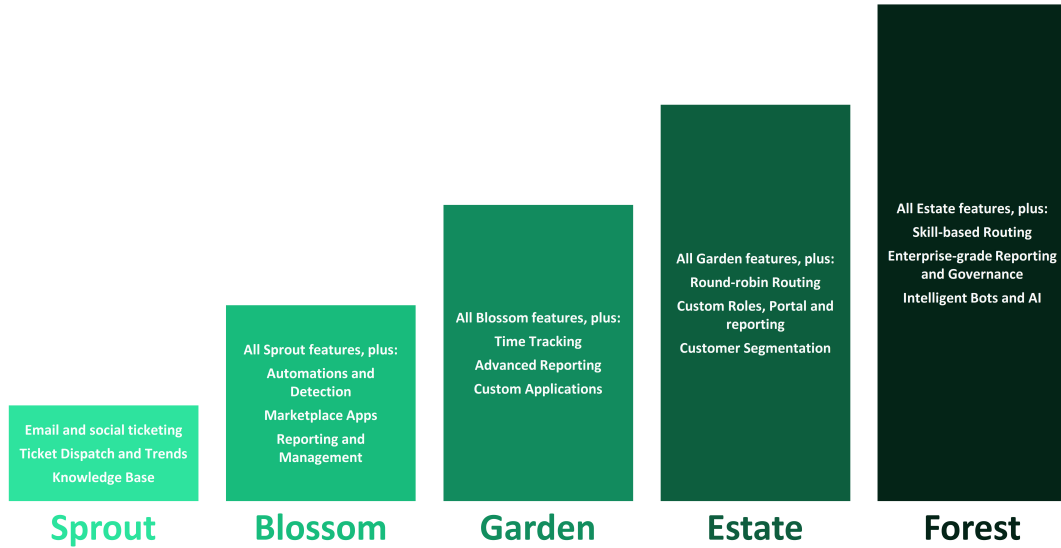 Email and social ticketing
Ticket Dispatch and Trends
Knowledge Base
Sprout
All Sprout features, plus:
Automations and
Detection
Marketplace Apps
Reporting and
Management
Blossom
All Blossom features, plus:
Time Tracking
Advanced Reporting
Custom Applications
Garden
All Garden features, plus:
Round-robin Routing
Custom Roles, Portal and
reporting
Customer Segmentation
Estate
All Estate features, plus:
Skill-based Routing
Enterprise-grade Reporting
and Governance
Intelligent Bots and AI
Forest